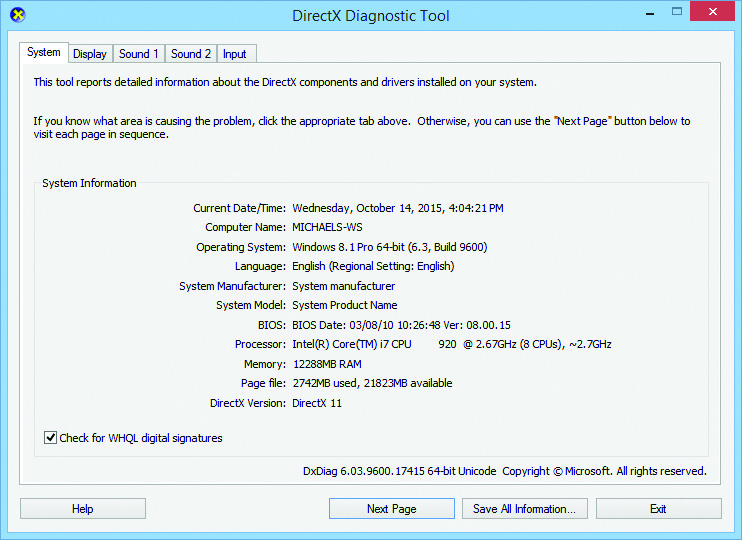 DirectX Diagnostic Tool
System Display Sound 1 Sound 2 Input
This tool reports detailed information about the DirectX components and drivers installed on your system.
If you know what area is causing the problem, click the appropriate tab above. Otherwise, you can use the "Next Page" button below to
visit each page in sequence.
System Information
Current Date/Time: Wednesday, October 14, 2015, 4:04:21 PM
Computer Name: MICHAELS-WS
Operating System: Windows 8.1 Pro 64-bit (6.3, Build 9600)
Language: English (Regional Setting: English)
System Manufacturer: System manufacturer
System Model: System Product Name
BIOS: BIOS Date: 03/08/10 10:26:48 Ver: 08.00.15
Processor: Intel(R) Core(TM) i7 CPU 920 @ 2.67GHz (8 CPUs), ~2.7GHz
Memory: 12288MB RAM
Page file: 2742MB used, 21823MB available
DirectX Version: DirectX 11
Check for WHQL digital signatures
DxDiag 6.03.9600.17415 64-bit Unicode Copyright © Microsoft. All rights reserved.
Help Next Page Save All Information... Exit